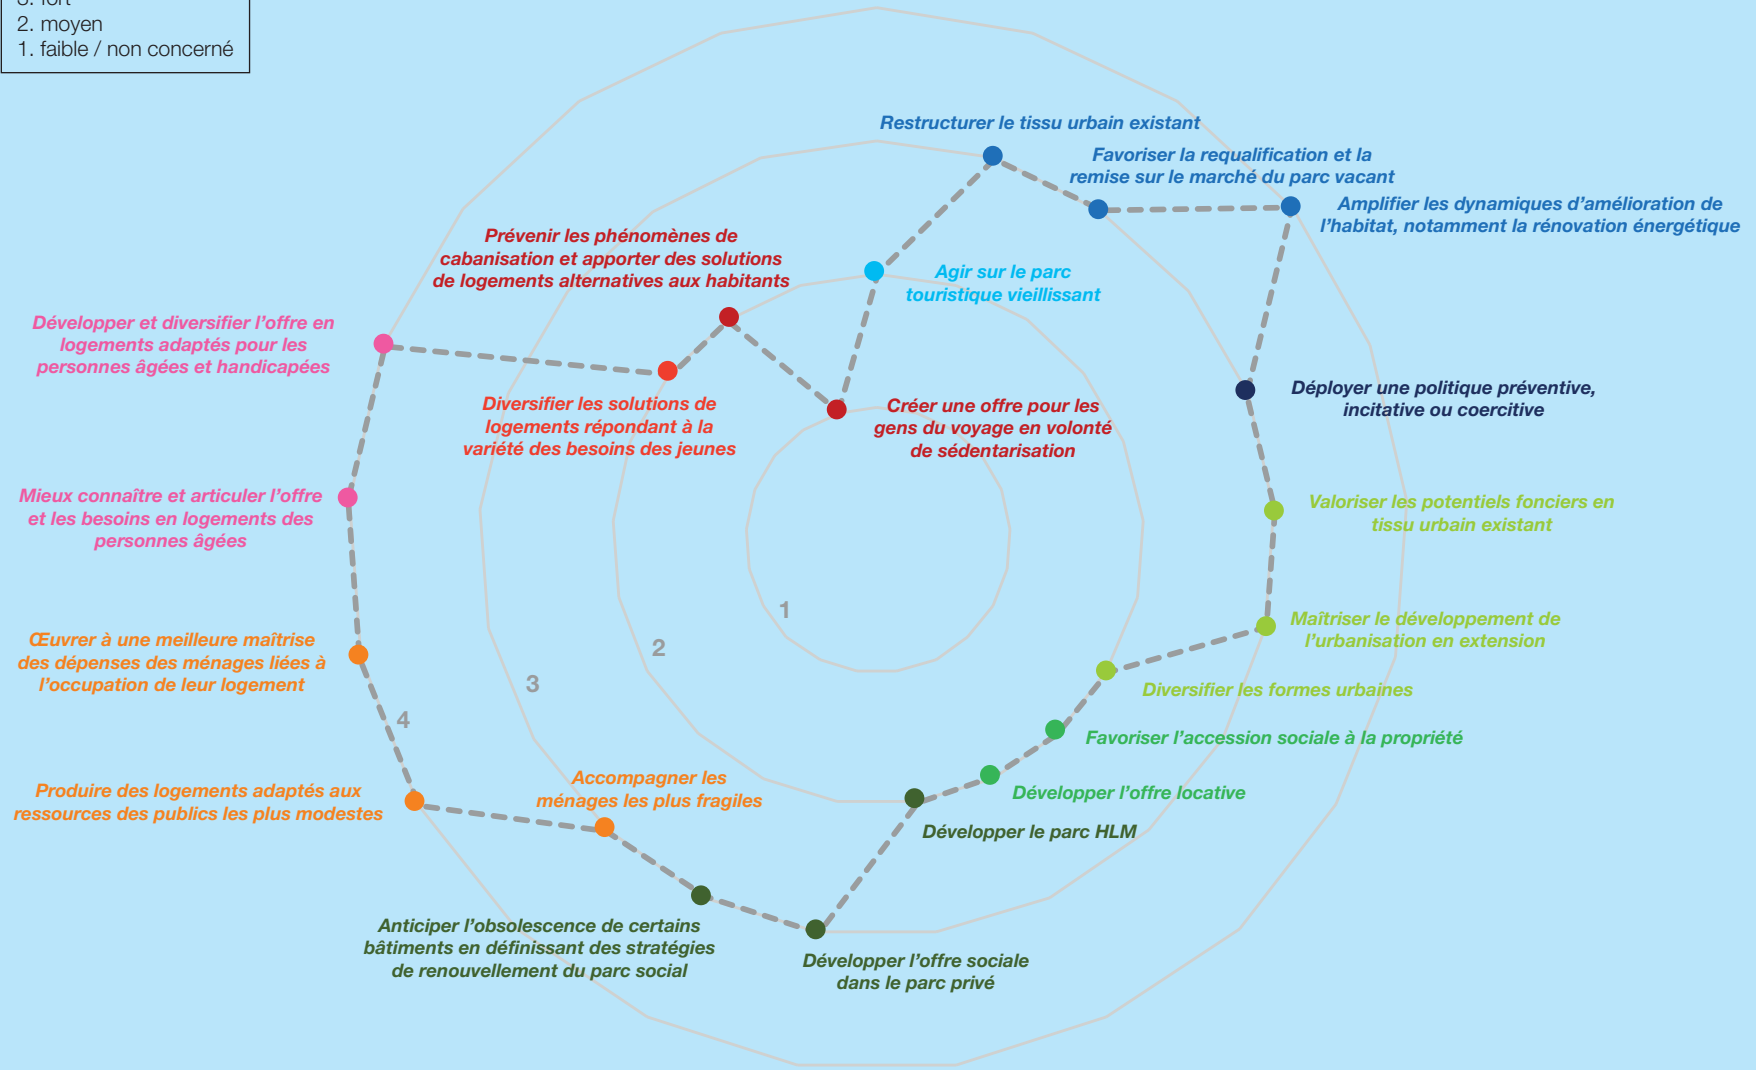 2. moyen
1. faible / non concerné
Restructurer le tissu urbain existant
Favoriser la requalification et la
remise sur le marché du parc vacant
Amplifier les dynamiques d’amélioration de
l’habitat, notamment la rénovation énergétique
Prévenir les phénomènes de
cabanisation et apporter des solutions
de logements alternatives aux habitants
Agir sur le parc
touristique vieillissant
Développer et diversifier l’offre en
logements adaptés pour les
personnes âgées et handicapées
Diversifier les solutions de
logements répondant à la
variété des besoins des jeunes
Créer une offre pour les
gens du voyage en volonté
de sédentarisation
Déployer une politique préventive,
incitative ou coercitive
Mieux connaître et articuler l’offre
et les besoins en logements des
personnes âgées
Valoriser les potentiels fonciers en
tissu urbain existant
1
2
3
4
Œuvrer à une meilleure maîtrise
des dépenses des ménages liées à
l’occupation de leur logement
Maîtriser le développement de
l’urbanisation en extension
Diversifier les formes urbaines
Favoriser l’accession sociale à la propriété
Produire des logements adaptés aux
ressources des publics les plus modestes
Accompagner les
ménages les plus fragiles
Développer l’offre locative
Développer le parc HLM
Anticiper l’obsolescence de certains
bâtiments en définissant des stratégies
de renouvellement du parc social
Développer l’offre sociale
dans le parc privé